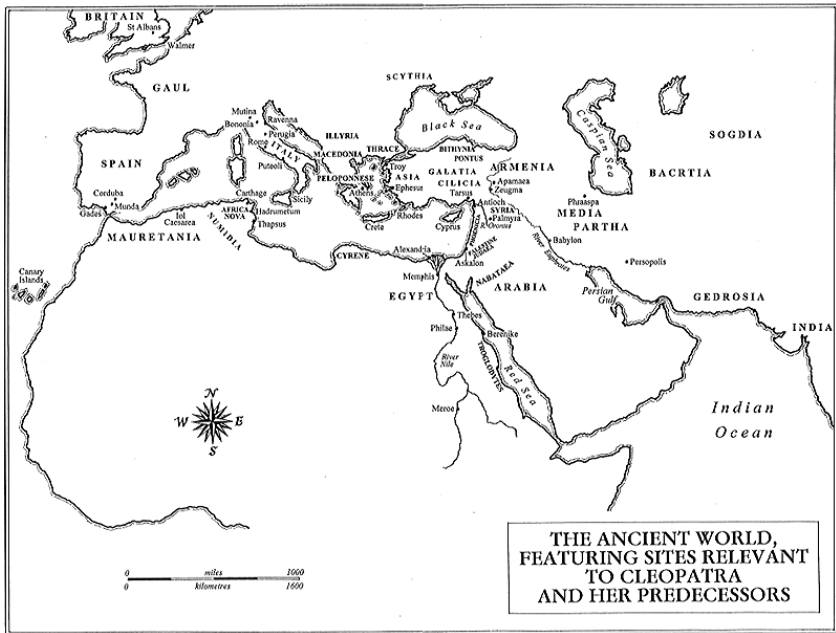 BRITAIN
St Albans
Walmer
GAUL
SCYTHIA
Mutina
Ravenna
Bononia
Perugia
ILLYRIA
Black Sea
Caspian Sea
SOGDIA
Rome
ITALY
MACEDONIA
THRACE
BITHYNIA
PONTUS
SPAIN
Puteoli
Troy
ARMENIA
BACRTIA
PELOPONNESE
ASIA
GALATIA
CILICIA
Apamaea
Zeugma
Corduba
Carthage
Athens
Ephesus
Tarsus
Phraaspa
Gades
Munda
Sicily
Antioch
MEDIA
Iol
Caesarea
AFRICA
NOVA
Hadrumetum
Rhodes
SYRIA
Palmyra
PARTHA
Thapsus
Crete
Cyprus
R. Orontes
PHOENICIA
MAURETANIA
NUMIDIA
Alexandria
PALESTINE
JUDAEA
Babylon
CYRENE
Askalon
River Euphrates
Persopolis
Canary
Islands
Memphis
NABATAEA
EGYPT
ARABIA
Persian
Gulf
GEDROSIA
Thebes
INDIA
Philae
Berenike
River
Nile
TROGLODYTES
Red Sea
Meroe
N
W E
S
Indian
Ocean
0 miles 1000
0 kilometres 1600
THE ANCIENT WORLD,
FEATURING SITES RELEVANT
TO CLEOPATRA
AND HER PREDECESSORS